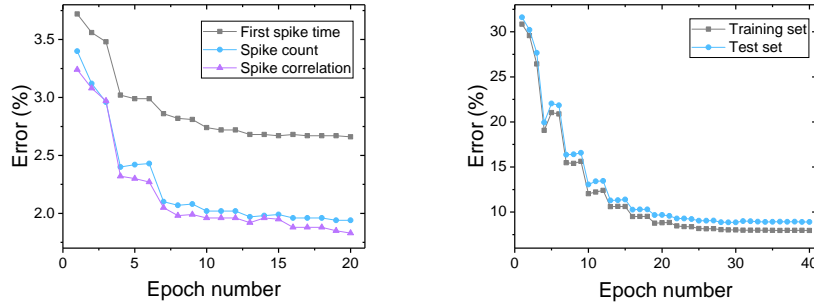 3.5
3.0
2.5
2.0
Error (%)
0 5 10 15 20
Epoch number
First spike time
Spike count
Spike correlation
30
25
20
15
10
Error (%)
0 10 20 30 40
Epoch number
Training set
Test set